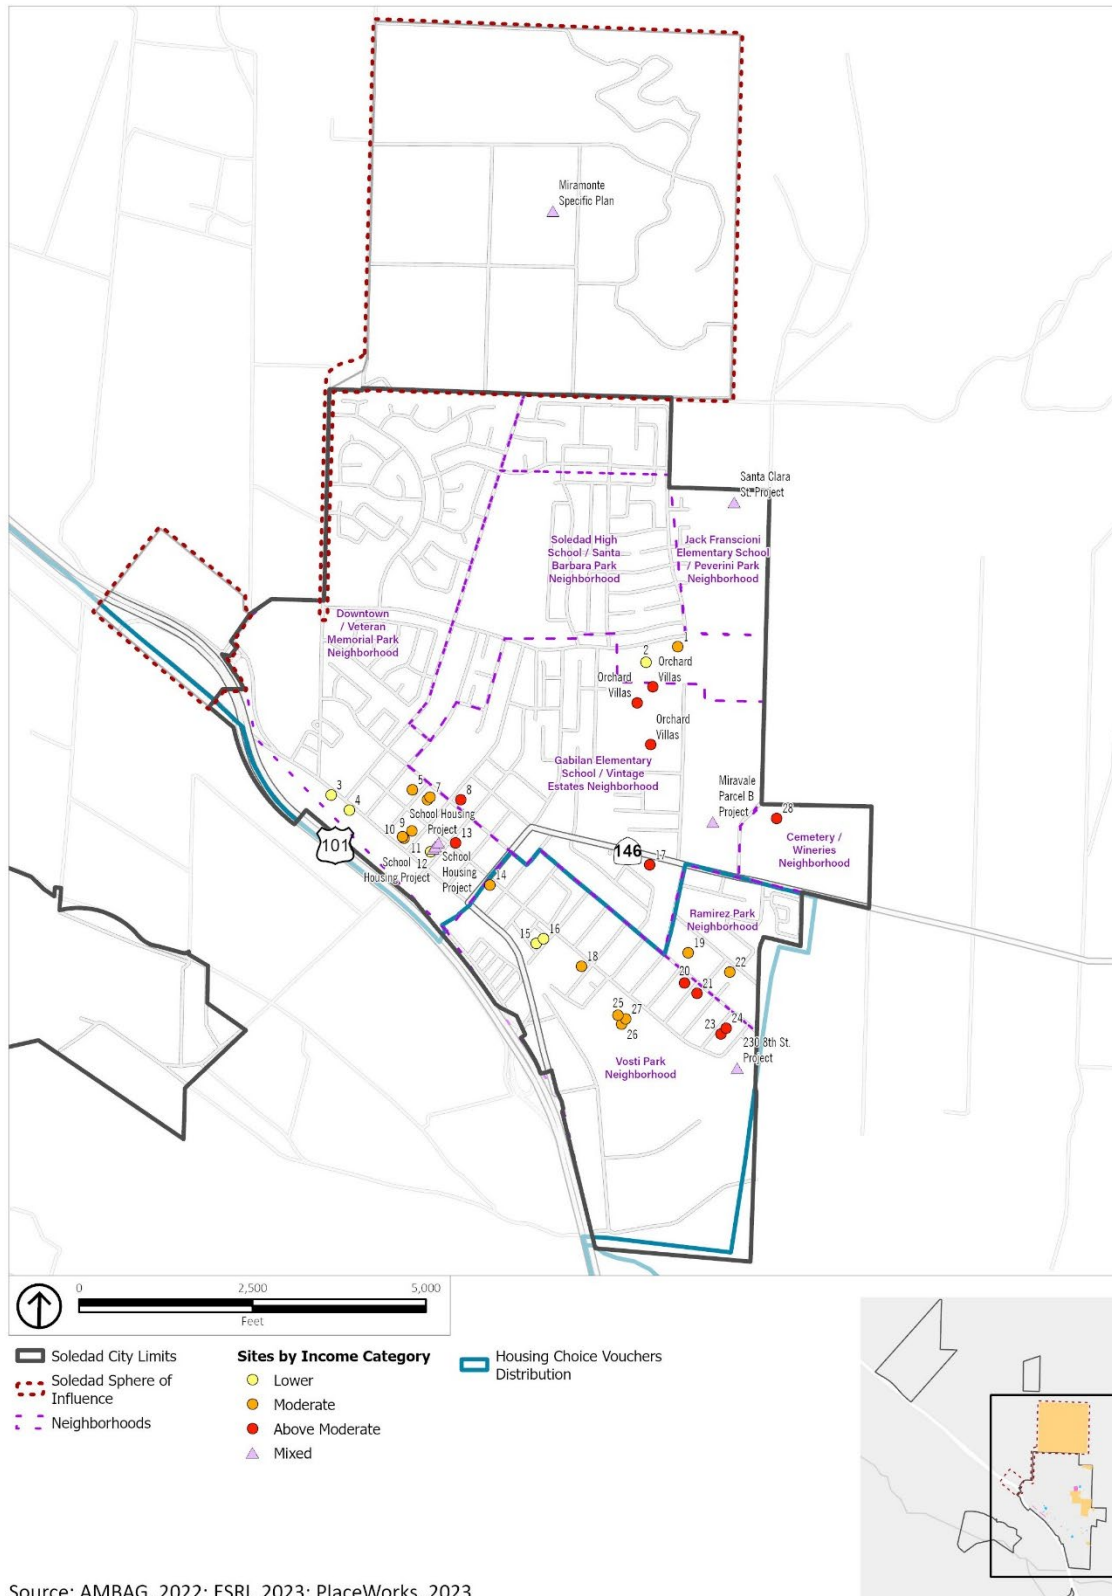 Miramonte
Specific Plan
Santa Clara
St. Project
Soledad High
School / Santa
Barbara Park
Neighborhood
Jack Franscioni
Elementary School
/ Peverini Park
Neighborhood
Downtown
/ Veteran
Memorial Park
Neighborhood
1
2
Orchard
Villas
Orchard
Villas
Orchard
Villas
Gabilan Elementary
School / Vintage
Estates Neighborhood
Miravale
Parcel B
Project
3
4
5
7
8
9
10
11
12
13
School Housing
Project
School
Housing Project
School
Housing
Project
101
146
14
17
28
Cemetery /
Wineries
Neighborhood
Ramirez Park
Neighborhood
15
16
18
19
20
21
22
23
24
25
26
27
230 8th St.
Project
Vosti Park
Neighborhood
0
2,500
5,000
Feet
Soledad City Limits
Soledad Sphere of
Influence
Neighborhoods
Sites by Income Category
Lower
Moderate
Above Moderate
Mixed
Housing Choice Vouchers
Distribution
Source: AMBAG, 2022; ESRI, 2023; PlaceWorks, 2023